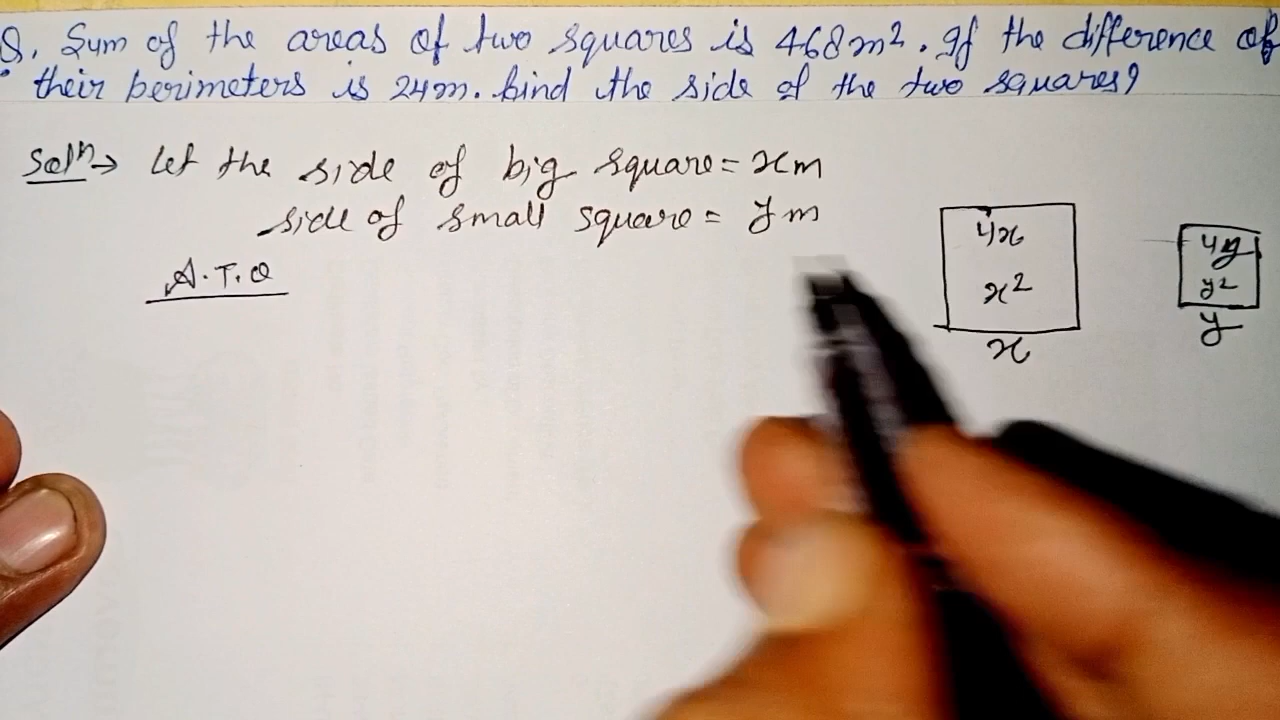 Q. Sum of the areas of two squares is 468m². If the difference of
their perimeters is 24m. find the side of the two squares?
Solⁿ→ Let the side of big square = xm
side of small square = ym
A.T.Q
4x
x²
x
4y
y²
y